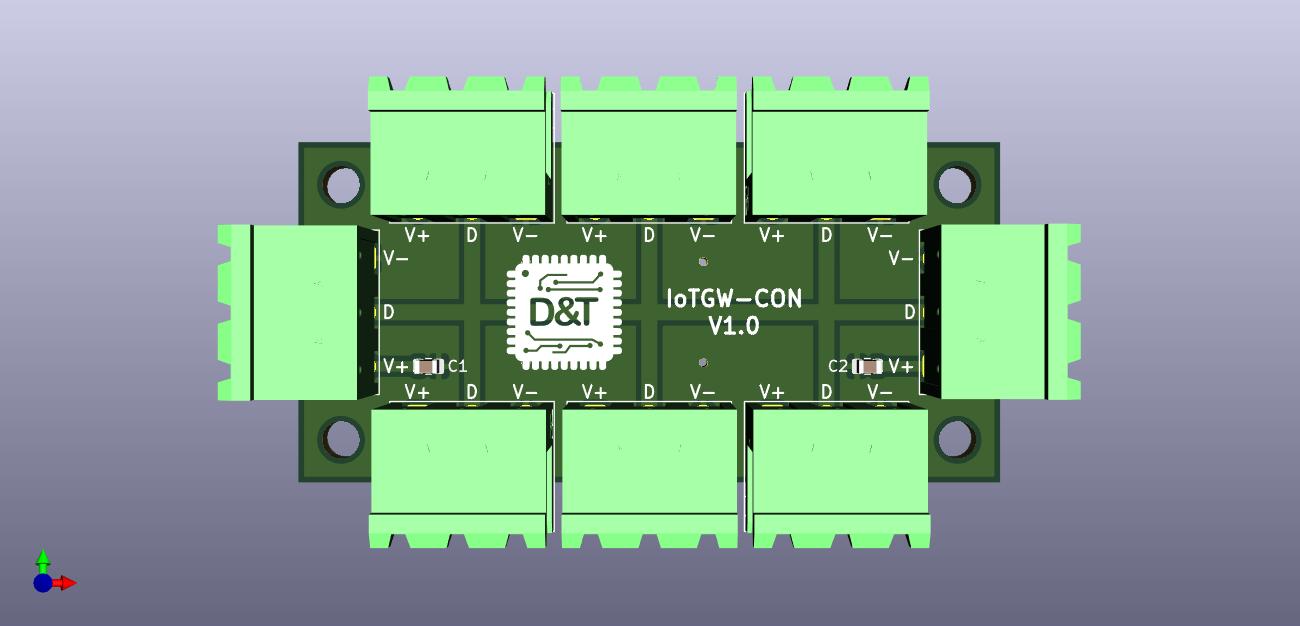 V+ D V- V+ D V- V+ D V-
V- V-
IoTGW-CON
D&T
V1.0
D D
V+ C1 C2 V+
V+ D V- V+ D V- V+ D V-